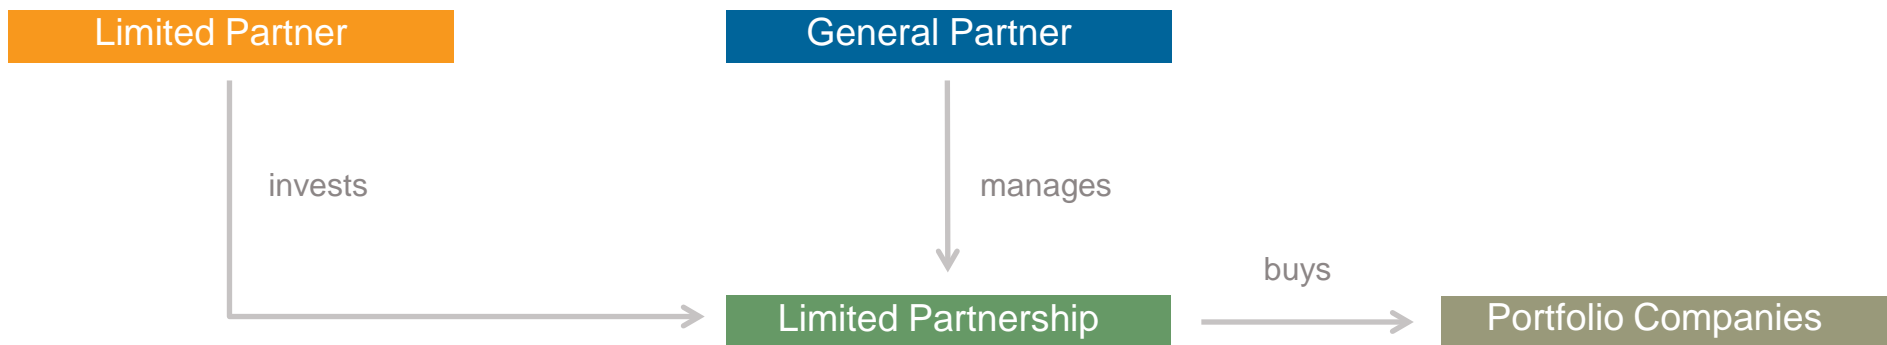 Limited Partner
General Partner
invests
manages
buys
Limited Partnership
Portfolio Companies